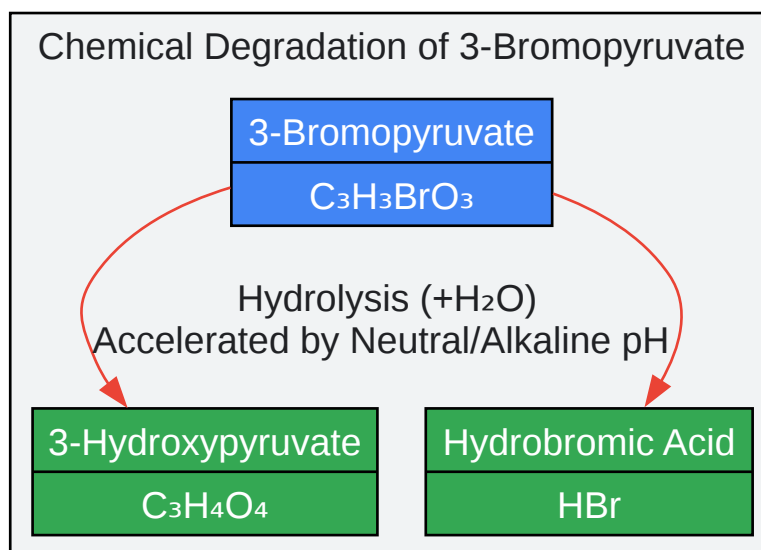 Chemical Degradation of 3-Bromopyruvate
3-Bromopyruvate
C₃H₃BrO₃
Hydrolysis (+H₂O)
Accelerated by Neutral/Alkaline pH
3-Hydroxypyruvate
C₃H₄O₄
Hydrobromic Acid
HBr